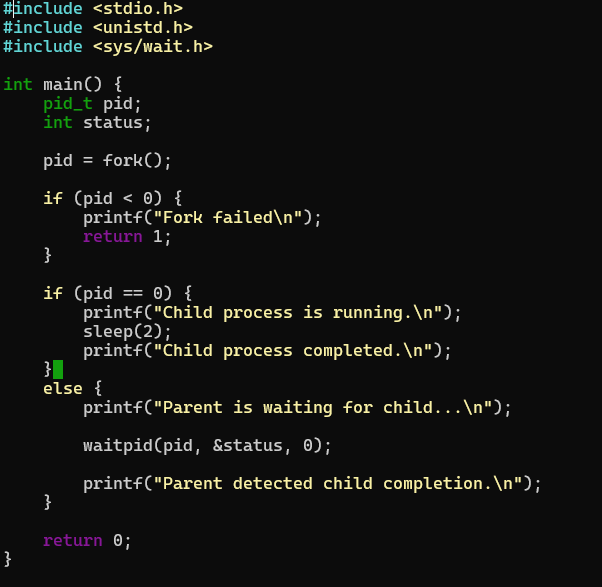 #include <stdio.h>
#include <unistd.h>
#include <sys/wait.h>

int main() {
    pid_t pid;
    int status;

    pid = fork();

    if (pid < 0) {
        printf("Fork failed\n");
        return 1;
    }

    if (pid == 0) {
        printf("Child process is running.\n");
        sleep(2);
        printf("Child process completed.\n");
    }
    else {
        printf("Parent is waiting for child...\n");

        waitpid(pid, &status, 0);

        printf("Parent detected child completion.\n");
    }

    return 0;
}